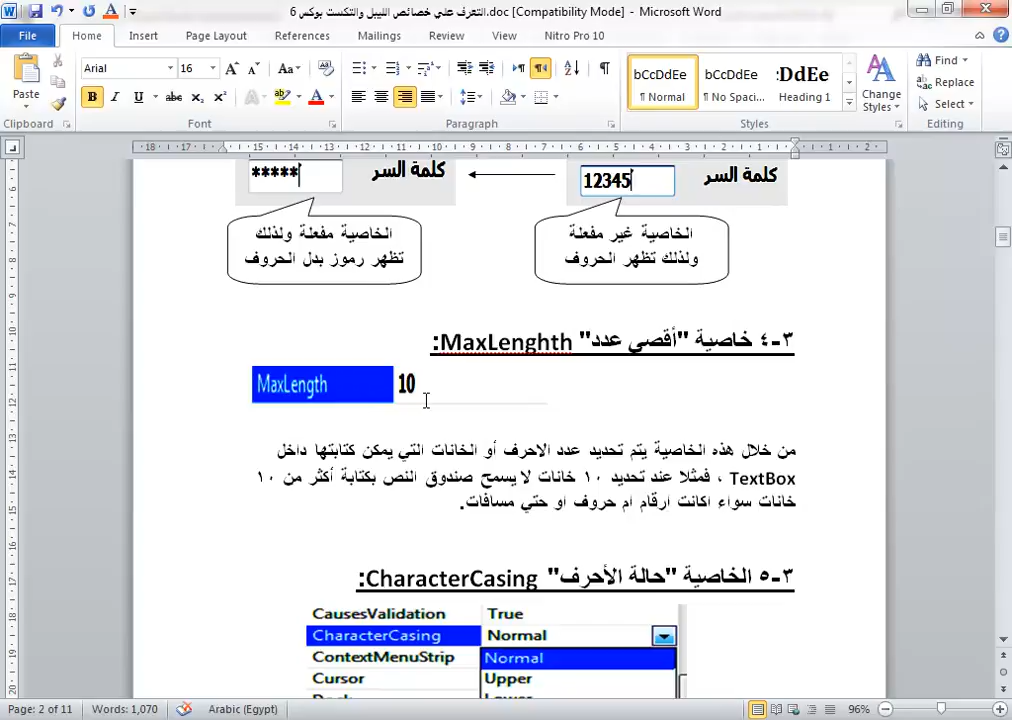 التعرف علي خصائص الليبل والتكست بوكس 6.doc [Compatibility Mode] - Microsoft Word
File Home Insert Page Layout References Mailings Review View Nitro Pro 10
Paste
Arial 16
bCcDdEe bCcDdEe :DdEe
¶ Normal ¶ No Spaci... Heading 1
Change Styles
Find
Replace
Select
Clipboard Font Paragraph Styles Editing
كلمة السر 12345
كلمة السر *****
الخاصية غير مفعلة
ولذلك تظهر الحروف
الخاصية مفعلة ولذلك
تظهر رموز بدل الحروف
٣-٤ خاصية "أقصي عدد" MaxLenghth:
MaxLength 10
من خلال هذه الخاصية يتم تحديد عدد الاحرف أو الخانات التي يمكن كتابتها داخل
TextBox ، فمثلا عند تحديد ١٠ خانات لا يسمح صندوق النص بكتابة أكثر من ١٠
خانات سواء اكانت ارقام ام حروف او حتي مسافات.
٣-٥ الخاصية "حالة الأحرف" CharacterCasing:
CausesValidation True
CharacterCasing Normal
ContextMenuStrip Normal
Cursor Upper
Page: 2 of 11 Words: 1,070 Arabic (Egypt) 96%